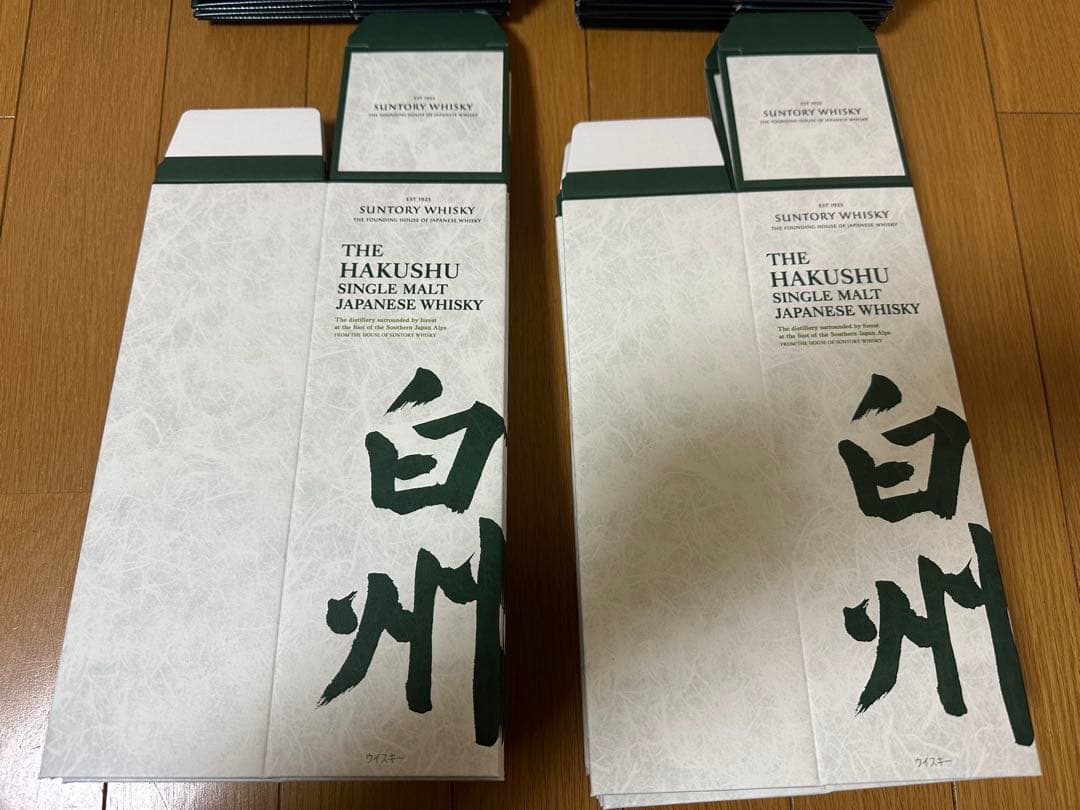 EST 1923
SUNTORY WHISKY
THE FOUNDING HOUSE OF JAPANESE WHISKY
EST 1923
SUNTORY WHISKY
THE FOUNDING HOUSE OF JAPANESE WHISKY
THE
HAKUSHU
SINGLE MALT
JAPANESE WHISKY
The distillery surrounded by forest
at the foot of the Southern Japan Alps
FROM THE HOUSE OF SUNTORY WHISKY
白州
ウイスキー
EST 1923
SUNTORY WHISKY
THE FOUNDING HOUSE OF JAPANESE WHISKY
EST 1923
SUNTORY WHISKY
THE FOUNDING HOUSE OF JAPANESE WHISKY
THE
HAKUSHU
SINGLE MALT
JAPANESE WHISKY
The distillery surrounded by forest
at the foot of the Southern Japan Alps
FROM THE HOUSE OF SUNTORY WHISKY
白州
ウイスキー